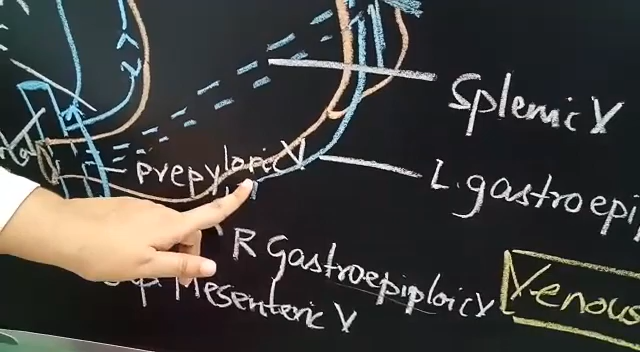 Splenic V
prepyloric V
L. gastroepi
R Gastroepiploic V
Venous
Mesenteric V